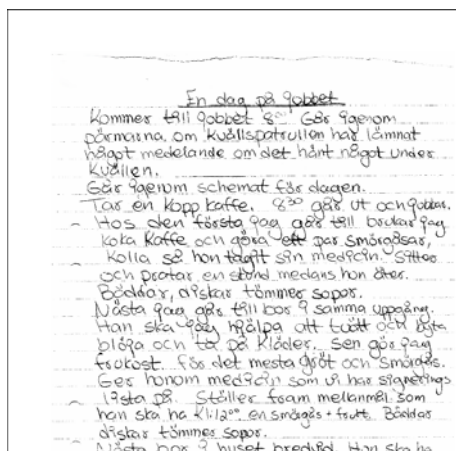 En dag på jobbet
Kommer till jobbet 8⁰⁰ Går igenom
pärmarna om kvällspatrullen har lämnat
något medelande om det hänt något under
kvällen.
Går igenom schemat för dagen.
Tar en kopp kaffe. 8³⁰ går ut och jobbar.
Hos den första jag går till brukar jag
koka kaffe och göra ett par smörgåsar,
kolla så hon tagit sin medicin. Sitter
och pratar en stund medans hon äter.
Bäddar, diskar tömmer sopor.
Nästa jag går till bor i samma uppgång.
Han ska jag hjälpa att tvätt och byta
blöja och ta på kläder. Sen gör jag
frukost. för det mesta gröt och smörgås.
Ger honom medicin som vi har signerings
lista på. Ställer fram mellanmål som
han ska ha kl:12⁰⁰ en smörgås + frukt. Bäddar
diskar tömmer sopor.
Nästa bor i huset bredvid. Han ska ha